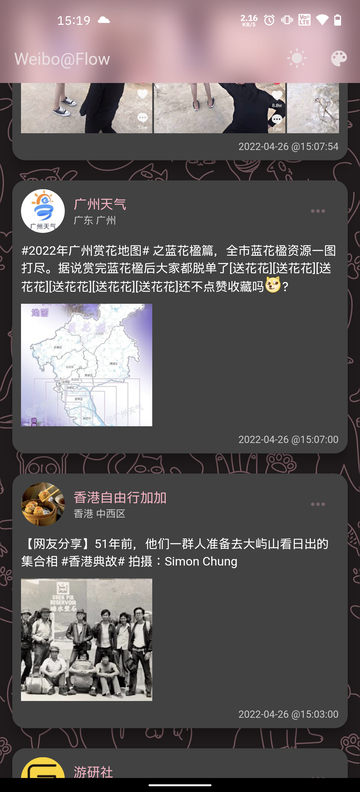 15:19
2.16
KB/S
Weibo@Flow
2022-04-26 @15:07:54
广州天气
广州天气
广东 广州
#2022年广州赏花地图# 之蓝花楹篇，全市蓝花楹资源一图
打尽。据说赏完蓝花楹后大家都脱单了[送花花][送花花][送
花花][送花花][送花花][送花花]还不点赞收藏吗？
2022-04-26 @15:07:00
香港自由行加加
香港 中西区
【网友分享】51年前，他们一群人准备去大屿山看日出的
集合相 #香港典故# 拍摄：Simon Chung
SHEK PIK
RESERVOIR
2022-04-26 @15:03:00
游研社